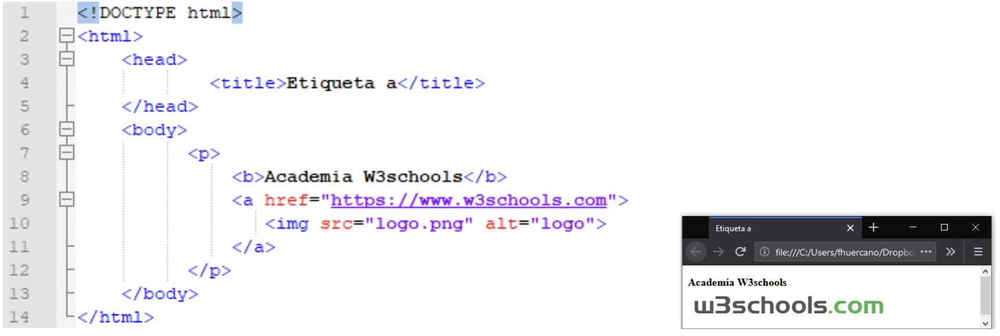 1 <!DOCTYPE html>
2 <html>
3 <head>
4 <title>Etiqueta a</title>
5 </head>
6 <body>
7 <p>
8 <b>Academia W3schools</b>
9 <a href="https://www.w3schools.com">
10 <img src="logo.png" alt="logo">
11 </a>
12 </p>
13 </body>
14 </html>
Etiqueta a
file:///C:/Users/fhuercano/Dropbo
Academia W3schools
w3schools.com